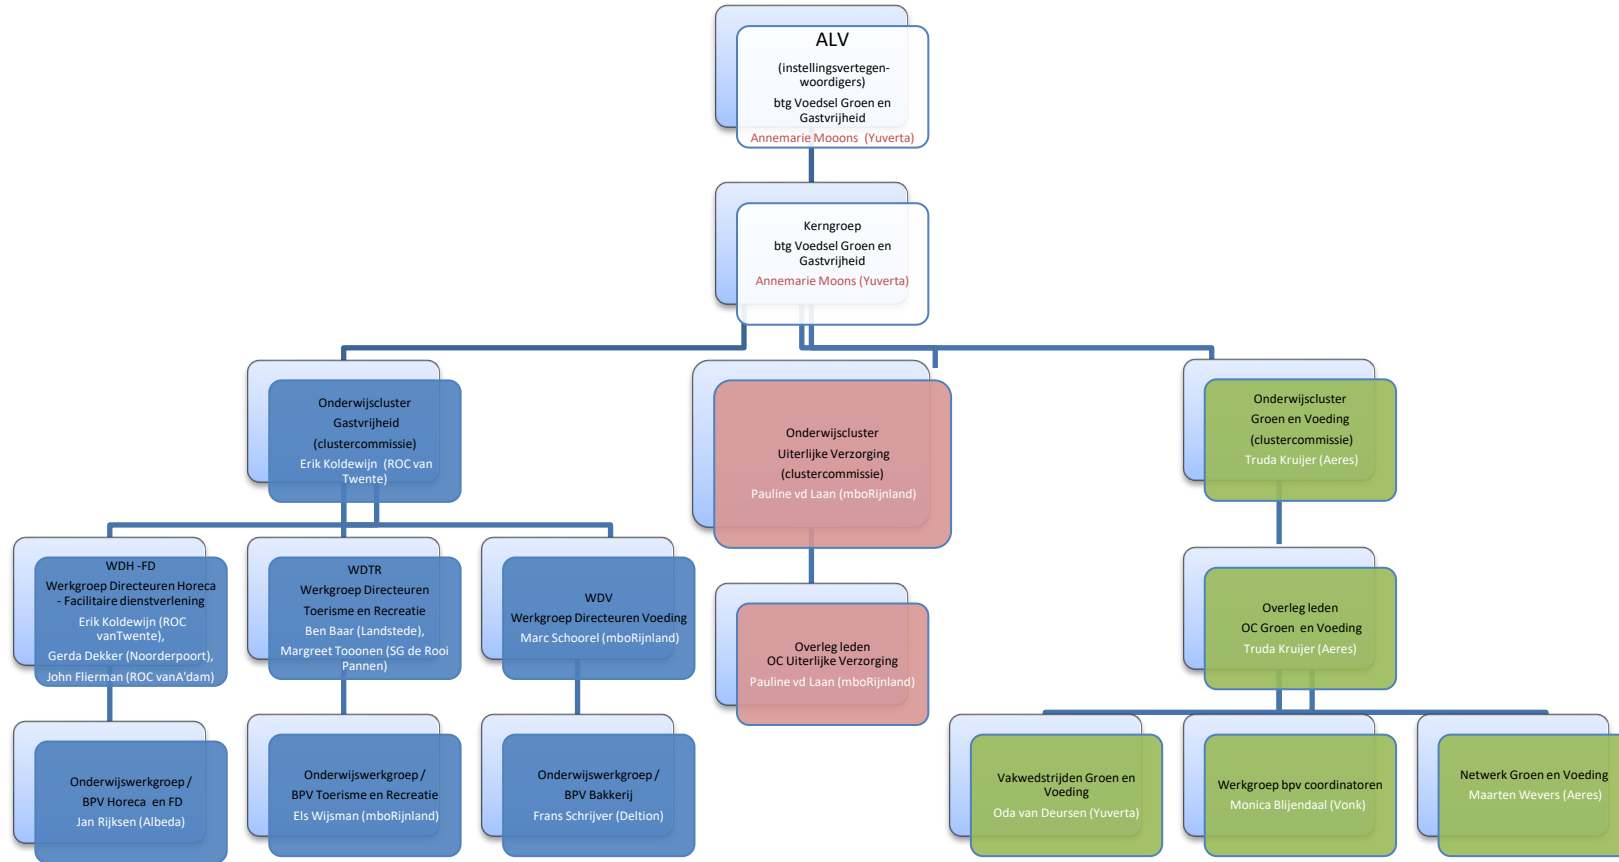 ALV
(instellingsvertegen-
woordigers)
btg Voedsel Groen en
Gastvrijheid
Annemarie Mooons (Yuverta)
Kerngroep
btg Voedsel Groen en
Gastvrijheid
Annemarie Moons (Yuverta)
Onderwijscluster
Gastvrijheid
(clustercommissie)
Erik Koldewijn (ROC van
Twente)
Onderwijscluster
Uiterlijke Verzorging
(clustercommissie)
Pauline vd Laan (mboRijnland)
Onderwijscluster
Groen en Voeding
(clustercommissie)
Truda Kruijer (Aeres)
WDH -FD
Werkgroep Directeuren Horeca
- Facilitaire dienstverlening
Erik Koldewijn (ROC
vanTwente),
Gerda Dekker (Noorderpoort),
John Flierman (ROC vanA'dam)
WDTR
Werkgroep Directeuren
Toerisme en Recreatie
Ben Baar (Landstede),
Margreet Tooonen (SG de Rooi
Pannen)
WDV
Werkgroep Directeuren Voeding
Marc Schoorel (mboRijnland)
Overleg leden
OC Uiterlijke Verzorging
Pauline vd Laan (mboRijnland)
Overleg leden
OC Groen en Voeding
Truda Kruijer (Aeres)
Onderwijswerkgroep /
BPV Horeca en FD
Jan Rijksen (Albeda)
Onderwijswerkgroep /
BPV Toerisme en Recreatie
Els Wijsman (mboRijnland)
Onderwijswerkgroep /
BPV Bakkerij
Frans Schrijver (Deltion)
Vakwedstrijden Groen en
Voeding
Oda van Deursen (Yuverta)
Werkgroep bpv coordinatoren
Monica Blijendaal (Vonk)
Netwerk Groen en Voeding
Maarten Wevers (Aeres)